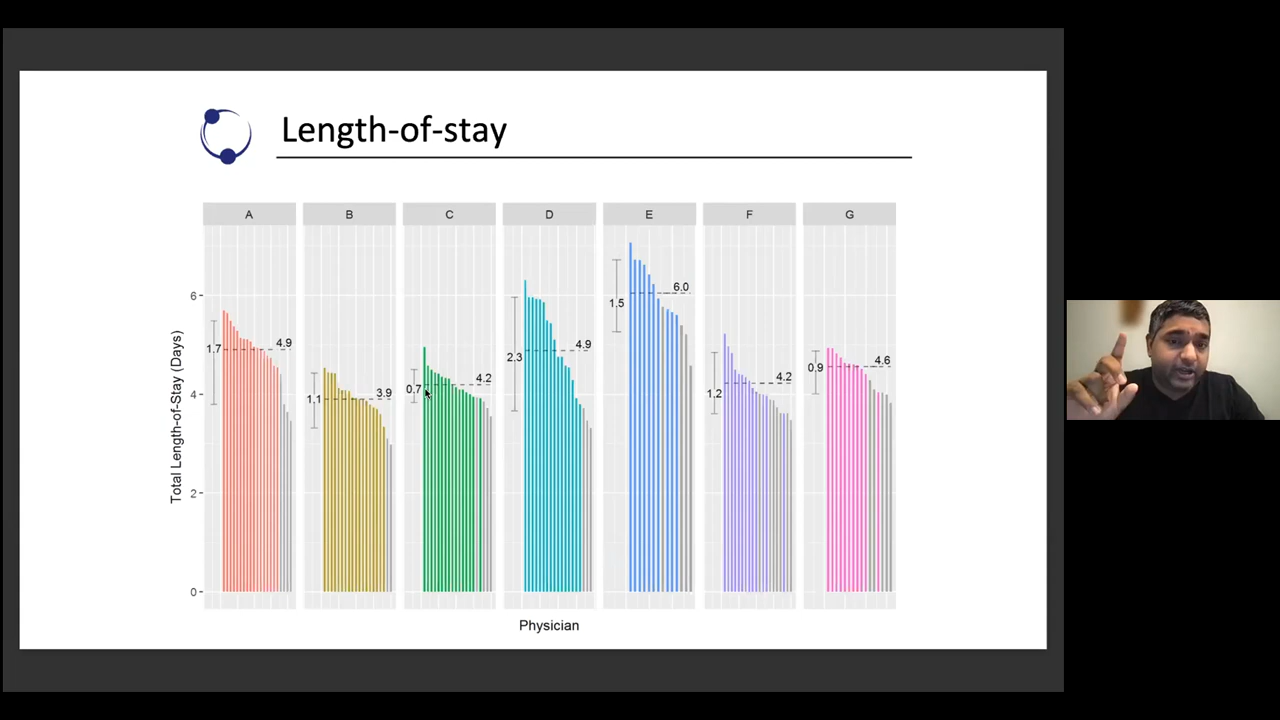 Length-of-stay
A B C D E F G
Total Length-of-Stay (Days)
6
4
2
0
1.7 4.9
1.1 3.9
0.7 4.2
2.3 4.9
1.5 6.0
1.2 4.2
0.9 4.6
Physician